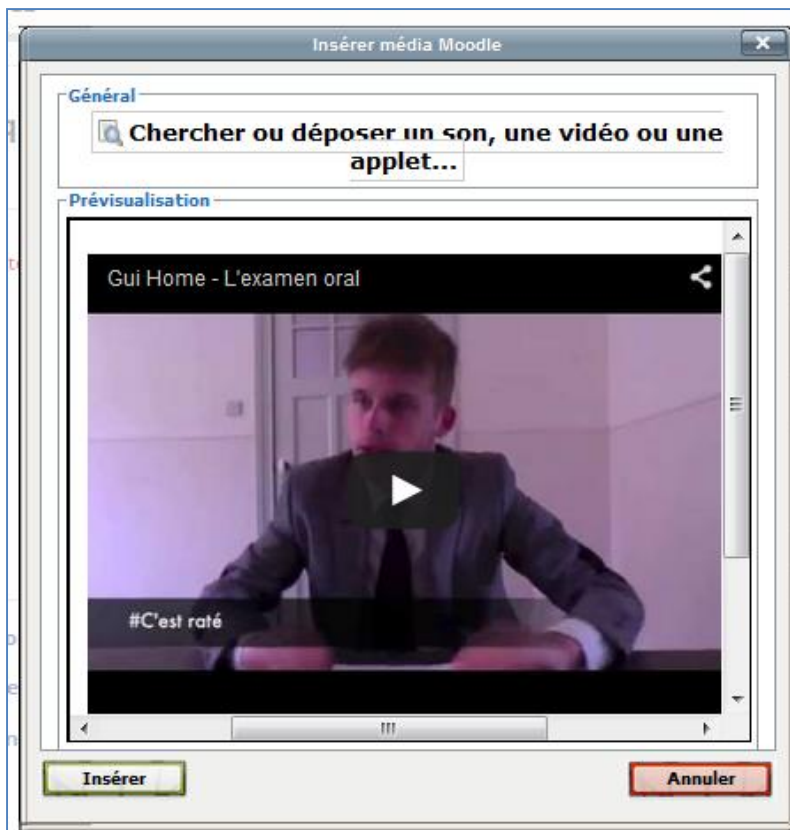 Insérer média Moodle
Général
Chercher ou déposer un son, une vidéo ou une
applet...
Prévisualisation
Gui Home - L'examen oral
#C'est raté
Insérer
Annuler